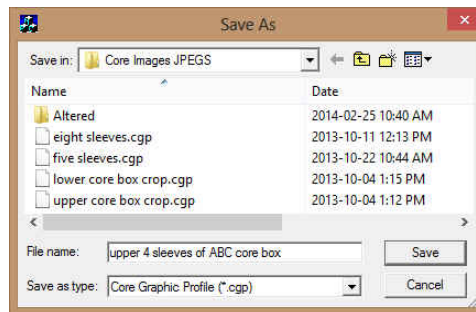 Save As
Save in: Core Images JPEGS
Name Date
Altered 2014-02-25 10:40 AM
eight sleeves.cgp 2013-10-11 12:13 PM
five sleeves.cgp 2013-10-22 10:44 AM
lower core box crop.cgp 2013-10-04 1:15 PM
upper core box crop.cgp 2013-10-04 1:12 PM
File name: upper 4 sleeves of ABC core box Save
Save as type: Core Graphic Profile (*.cgp) Cancel